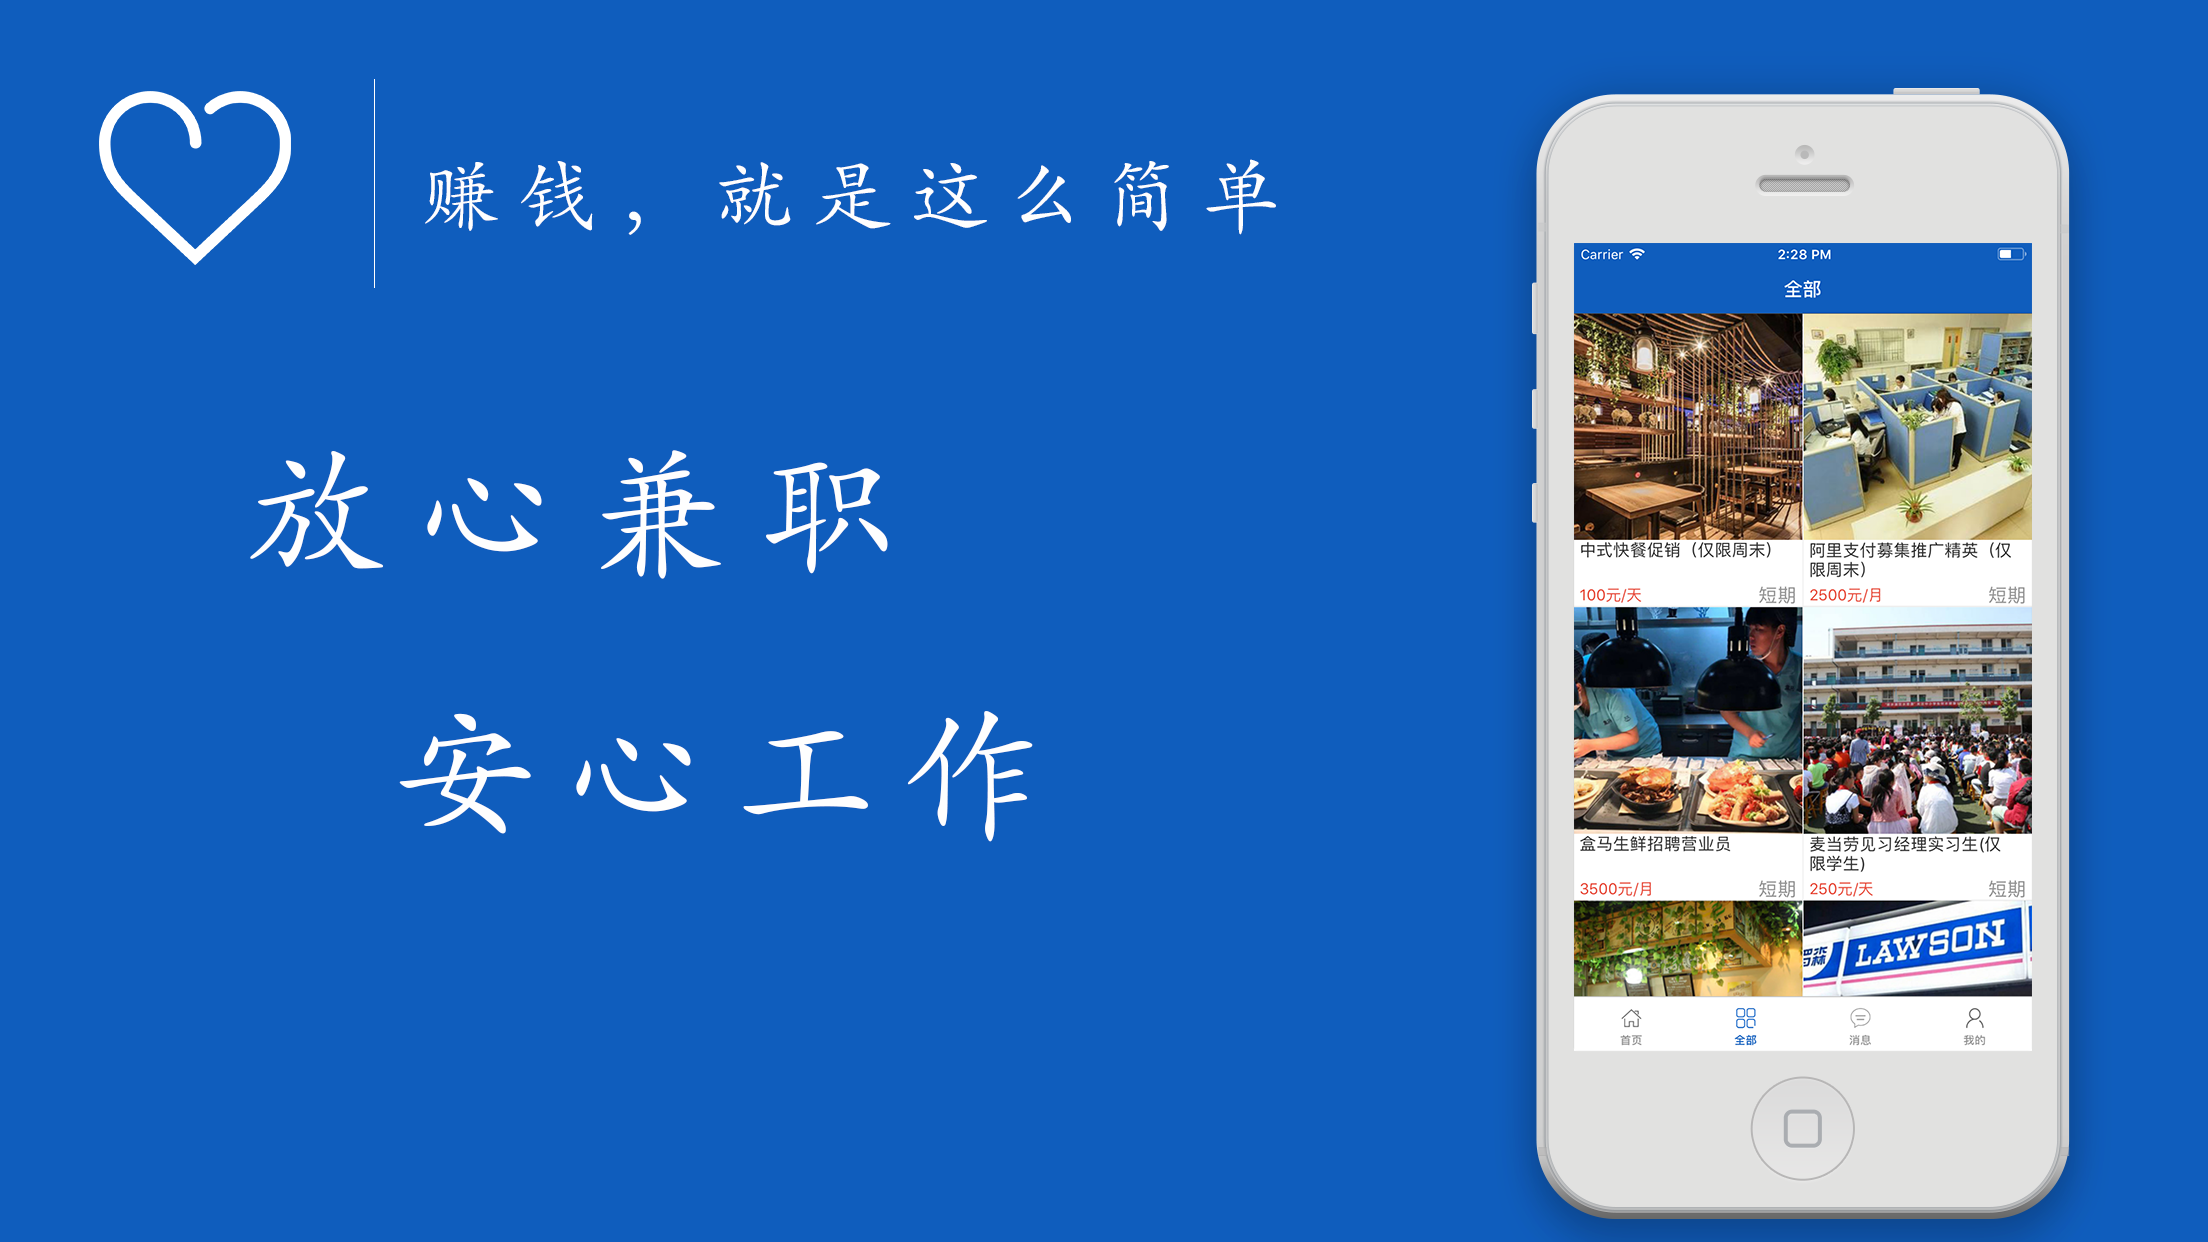 赚钱，就是这么简单
放心兼职
安心工作
Carrier
2:28 PM
全部
中式快餐促销（仅限周末）
100元/天
短期
阿里支付募集推广精英（仅
限周末）
2500元/月
短期
盒马生鲜招聘营业员
3500元/月
短期
麦当劳见习经理实习生(仅
限学生)
250元/天
短期
LAWSON
首页
全部
消息
我的